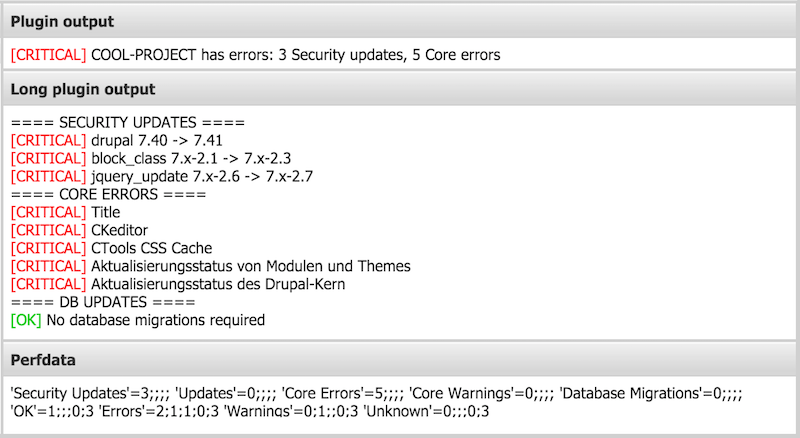 Plugin output
[CRITICAL] COOL-PROJECT has errors: 3 Security updates, 5 Core errors
Long plugin output
==== SECURITY UPDATES ====
[CRITICAL] drupal 7.40 -> 7.41
[CRITICAL] block_class 7.x-2.1 -> 7.x-2.3
[CRITICAL] jquery_update 7.x-2.6 -> 7.x-2.7
==== CORE ERRORS ====
[CRITICAL] Title
[CRITICAL] CKeditor
[CRITICAL] CTools CSS Cache
[CRITICAL] Aktualisierungsstatus von Modulen und Themes
[CRITICAL] Aktualisierungsstatus des Drupal-Kern
==== DB UPDATES ====
[OK] No database migrations required
Perfdata
'Security Updates'=3;;;; 'Updates'=0;;;; 'Core Errors'=5;;;; 'Core Warnings'=0;;;; 'Database Migrations'=0;;;;
'OK'=1;;;0;3 'Errors'=2;1;1;0;3 'Warnings'=0;1;;0;3 'Unknown'=0;;;0;3